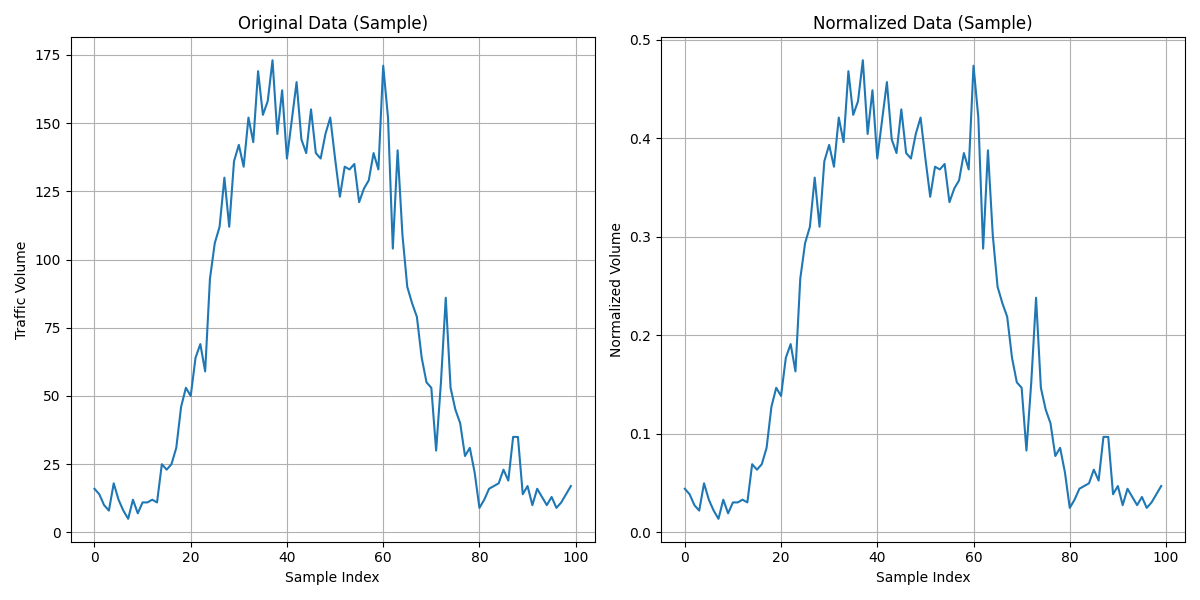 Original Data (Sample)
175
150
125
100
75
50
25
0
Traffic Volume
0 20 40 60 80 100
Sample Index
Normalized Data (Sample)
0.5
0.4
0.3
0.2
0.1
0.0
Normalized Volume
0 20 40 60 80 100
Sample Index